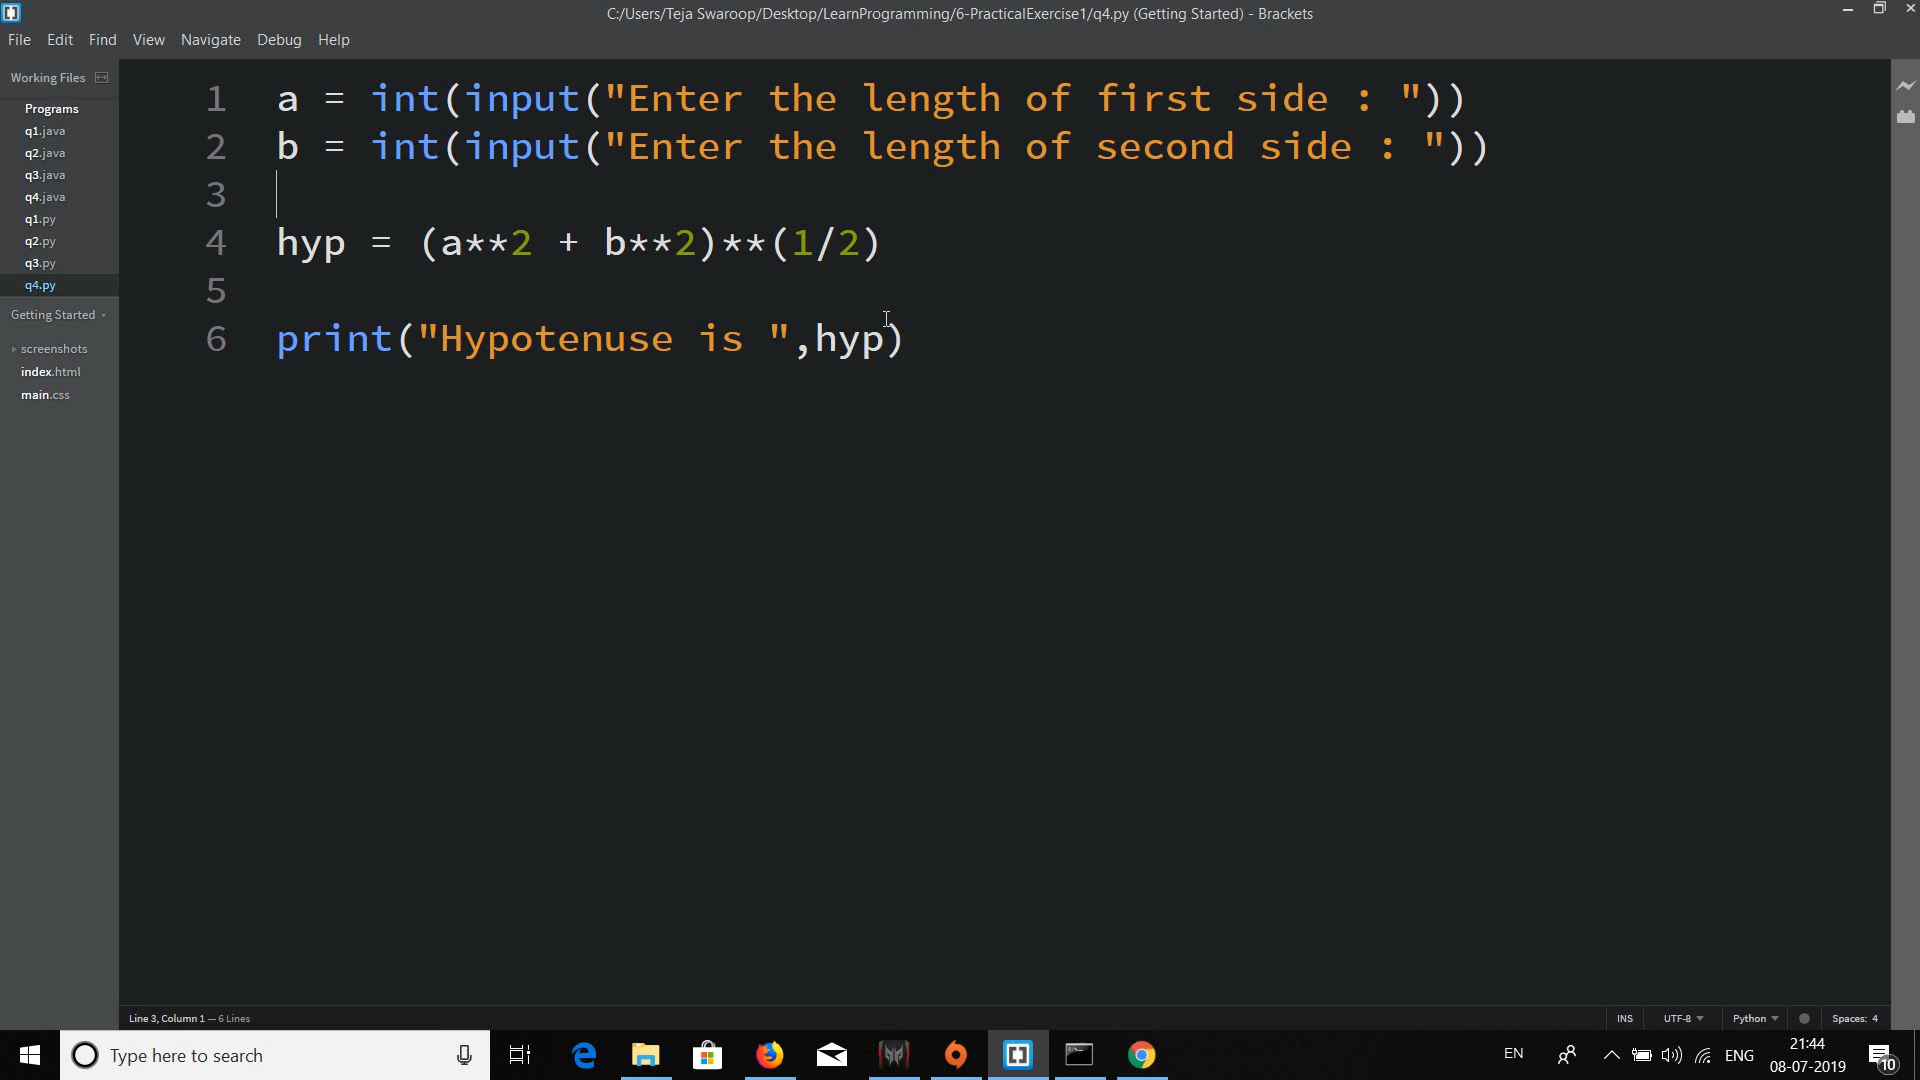 C:/Users/Teja Swaroop/Desktop/LearnProgramming/6-PracticalExercise1/q4.py (Getting Started) - Brackets
File Edit Find View Navigate Debug Help
Working Files
Programs
q1.java
q2.java
q3.java
q4.java
q1.py
q2.py
q3.py
q4.py
Getting Started
screenshots
index.html
main.css
1 a = int(input("Enter the length of first side : "))
2 b = int(input("Enter the length of second side : "))
3
4 hyp = (a**2 + b**2)**(1/2)
5
6 print("Hypotenuse is ",hyp)
Line 3, Column 1 — 6 Lines
INS UTF-8 Python Spaces: 4
Type here to search
EN ENG 21:44
08-07-2019
10